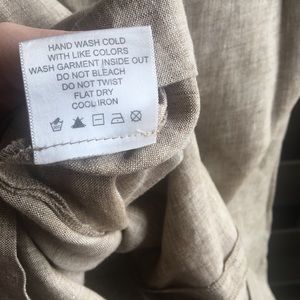 HAND WASH COLD
WITH LIKE COLORS
WASH GARMENT INSIDE OUT
DO NOT BLEACH
DO NOT TWIST
FLAT DRY
COOL IRON